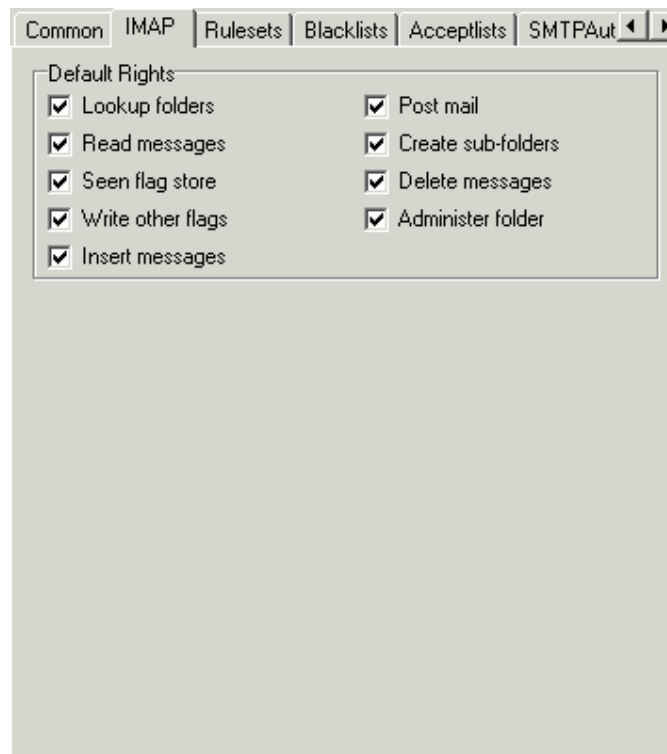 Common IMAP Rulesets Blacklists Acceptlists SMTPAut
Default Rights
Lookup folders
Read messages
Seen flag store
Write other flags
Insert messages
Post mail
Create sub-folders
Delete messages
Administer folder